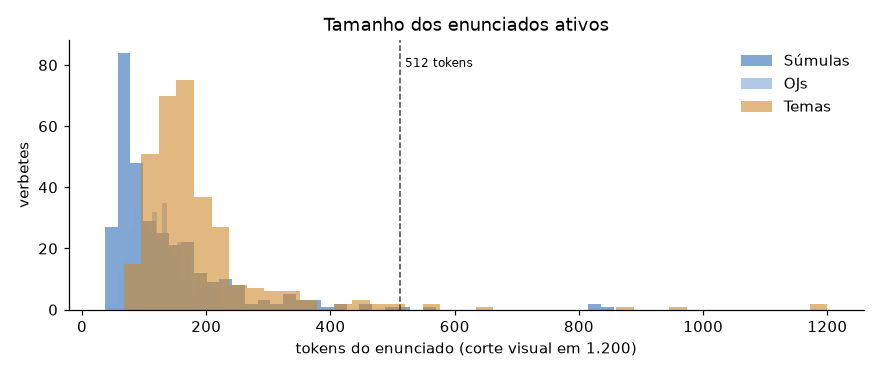 Tamanho dos enunciados ativos
80
60
40
20
0
verbetes
512 tokens
Súmulas
OJs
Temas
0 200 400 600 800 1000 1200
tokens do enunciado (corte visual em 1.200)